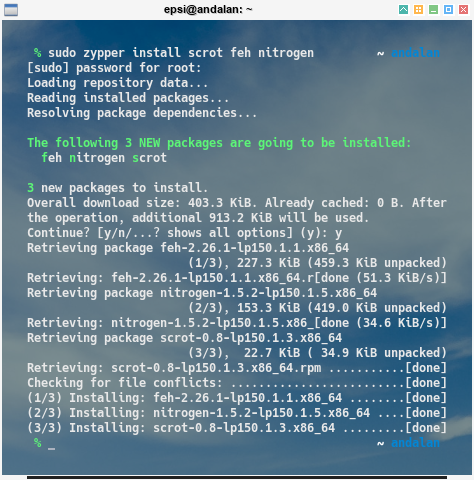 epsi@andalan: ~
% sudo zypper install scrot feh nitrogen ~ andalan
[sudo] password for root:
Loading repository data...
Reading installed packages...
Resolving package dependencies...
The following 3 NEW packages are going to be installed:
feh nitrogen scrot
3 new packages to install.
Overall download size: 403.3 KiB. Already cached: 0 B. After
the operation, additional 913.2 KiB will be used.
Continue? [y/n/...? shows all options] (y): y
Retrieving package feh-2.26.1-lp150.1.1.x86_64
(1/3), 227.3 KiB (459.3 KiB unpacked)
Retrieving: feh-2.26.1-lp150.1.1.x86_64.r[done (51.3 KiB/s)]
Retrieving package nitrogen-1.5.2-lp150.1.5.x86_64
(2/3), 153.3 KiB (419.0 KiB unpacked)
Retrieving: nitrogen-1.5.2-lp150.1.5.x86_[done (34.6 KiB/s)]
Retrieving package scrot-0.8-lp150.1.3.x86_64
(3/3),  22.7 KiB ( 34.9 KiB unpacked)
Retrieving: scrot-0.8-lp150.1.3.x86_64.rpm ...........[done]
Checking for file conflicts: .........................[done]
(1/3) Installing: feh-2.26.1-lp150.1.1.x86_64 ........[done]
(2/3) Installing: nitrogen-1.5.2-lp150.1.5.x86_64 ....[done]
(3/3) Installing: scrot-0.8-lp150.1.3.x86_64 .........[done]
% _ ~ andalan